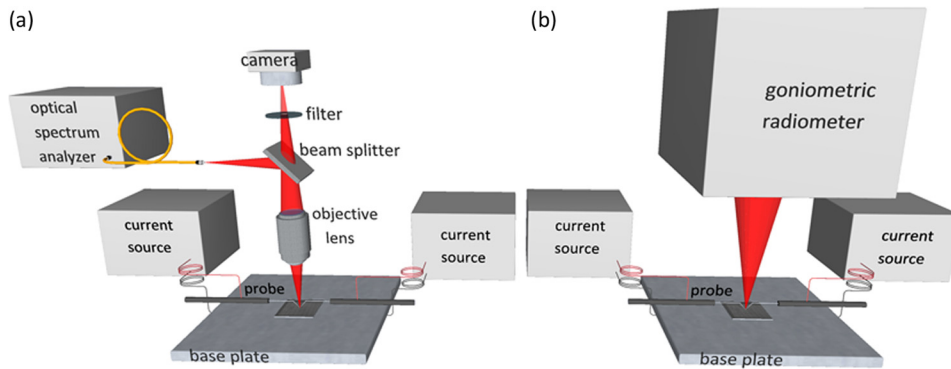 (a)
camera
optical
spectrum
analyzer
filter
beam splitter
objective
lens
current
source
current
source
probe
base plate
(b)
goniometric
radiometer
current
source
current
source
probe
base plate